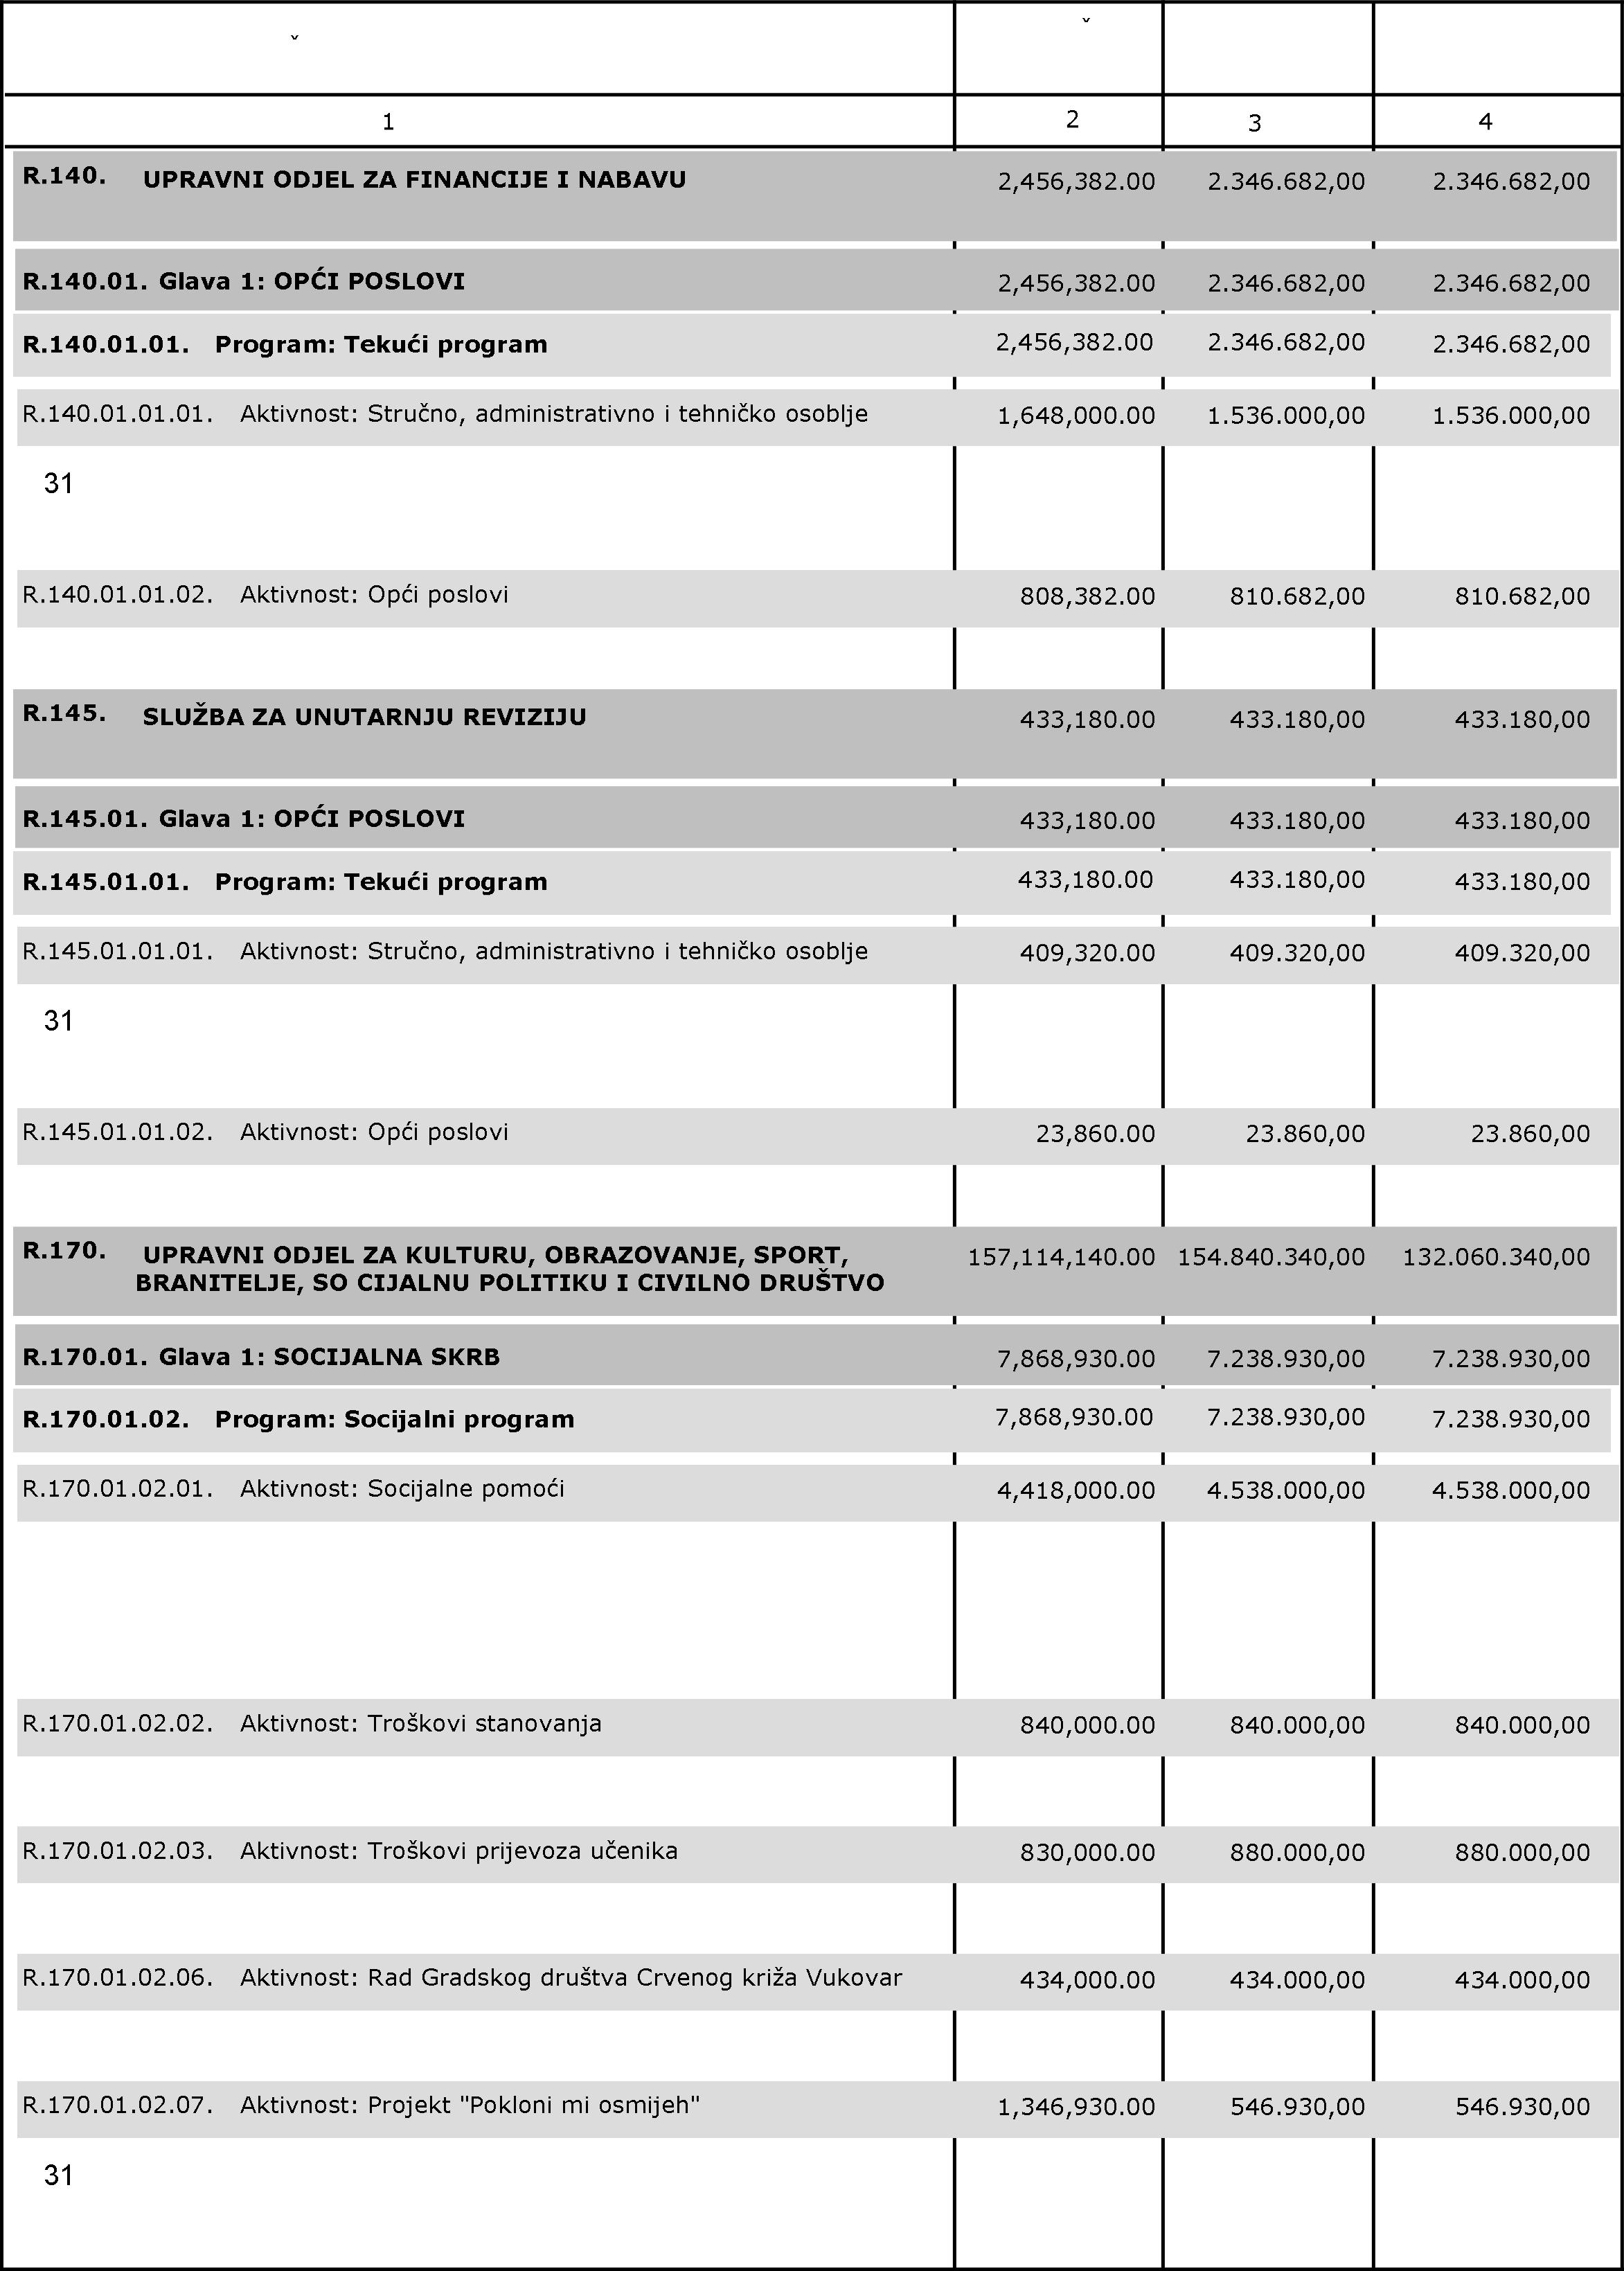 1 2 3 4
R.140. UPRAVNI ODJEL ZA FINANCIJE I NABAVU 2,456,382.00 2.346.682,00 2.346.682,00
R.140.01. Glava 1: OPĆI POSLOVI 2,456,382.00 2.346.682,00 2.346.682,00
R.140.01.01. Program: Tekući program 2,456,382.00 2.346.682,00 2.346.682,00
R.140.01.01.01. Aktivnost: Stručno, administrativno i tehničko osoblje 1,648,000.00 1.536.000,00 1.536.000,00
31
R.140.01.01.02. Aktivnost: Opći poslovi 808,382.00 810.682,00 810.682,00
R.145. SLUŽBA ZA UNUTARNJU REVIZIJU 433,180.00 433.180,00 433.180,00
R.145.01. Glava 1: OPĆI POSLOVI 433,180.00 433.180,00 433.180,00
R.145.01.01. Program: Tekući program 433,180.00 433.180,00 433.180,00
R.145.01.01.01. Aktivnost: Stručno, administrativno i tehničko osoblje 409,320.00 409.320,00 409.320,00
31
R.145.01.01.02. Aktivnost: Opći poslovi 23,860.00 23.860,00 23.860,00
R.170. UPRAVNI ODJEL ZA KULTURU, OBRAZOVANJE, SPORT, 157,114,140.00 154.840.340,00 132.060.340,00
BRANITELJE, SO CIJALNU POLITIKU I CIVILNO DRUŠTVO
R.170.01. Glava 1: SOCIJALNA SKRB 7,868,930.00 7.238.930,00 7.238.930,00
R.170.01.02. Program: Socijalni program 7,868,930.00 7.238.930,00 7.238.930,00
R.170.01.02.01. Aktivnost: Socijalne pomoći 4,418,000.00 4.538.000,00 4.538.000,00
R.170.01.02.02. Aktivnost: Troškovi stanovanja 840,000.00 840.000,00 840.000,00
R.170.01.02.03. Aktivnost: Troškovi prijevoza učenika 830,000.00 880.000,00 880.000,00
R.170.01.02.06. Aktivnost: Rad Gradskog društva Crvenog križa Vukovar 434,000.00 434.000,00 434.000,00
R.170.01.02.07. Aktivnost: Projekt "Pokloni mi osmijeh" 1,346,930.00 546.930,00 546.930,00
31